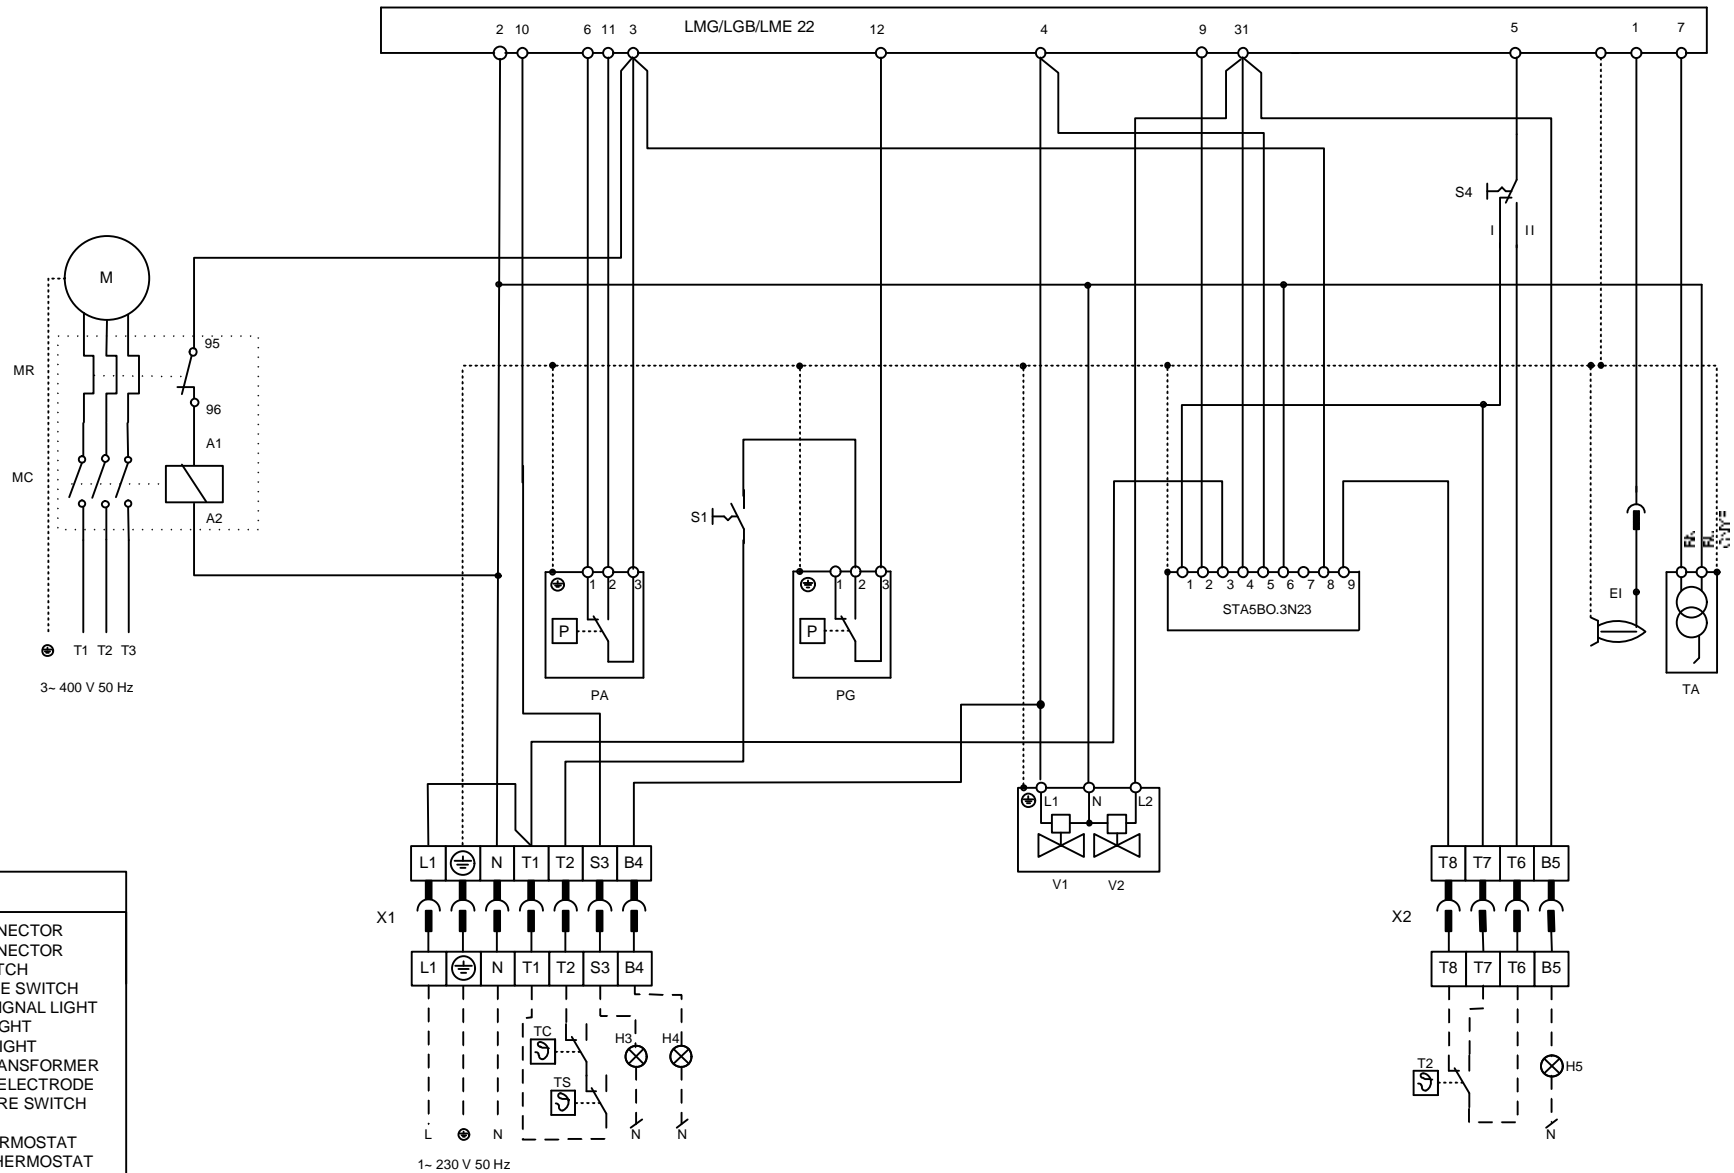 LMG/LGB/LME 22
2 10 6 11 3 12 4 9 31 5 1 7
S4
I II
M
MR
95
96
A1
MC
A2
S1
1 2 3
P
PA
1 2 3
P
PG
1 2 3 4 5 6 7 8 9
STA5BO.3N23
EI
TA
T1 T2 T3
3~ 400 V 50 Hz
L1 N L2
V1 V2
L1 N T1 T2 S3 B4
X1
L1 N T1 T2 S3 B4
T8 T7 T6 B5
X2
T8 T7 T6 B5
TC
TS
H3 H4
T2
H5
L N N N
N
1~ 230 V 50 Hz
NECTOR
NECTOR
TCH
E SWITCH
IGNAL LIGHT
GHT
IGHT
ANSFORMER
ELECTRODE
RE SWITCH
RMOSTAT
HERMOSTAT